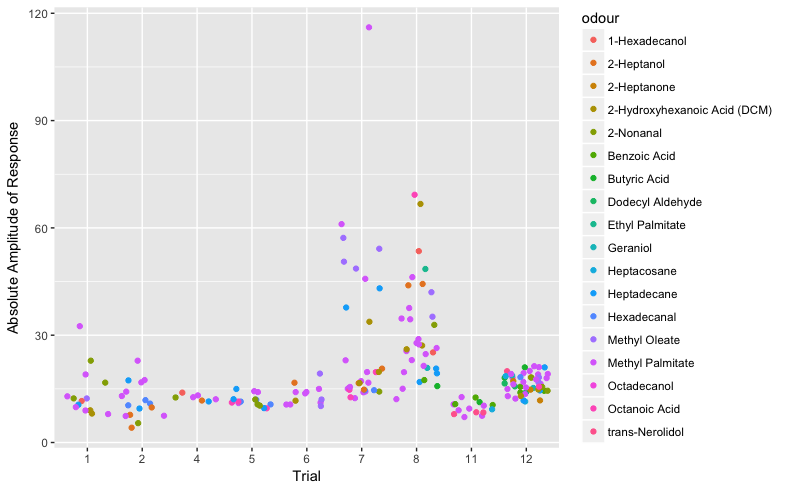 120
90
60
30
0
Absolute Amplitude of Response
1 2 4 5 6 7 8 11 12
Trial
odour
1-Hexadecanol
2-Heptanol
2-Heptanone
2-Hydroxyhexanoic Acid (DCM)
2-Nonanal
Benzoic Acid
Butyric Acid
Dodecyl Aldehyde
Ethyl Palmitate
Geraniol
Heptacosane
Heptadecane
Hexadecanal
Methyl Oleate
Methyl Palmitate
Octadecanol
Octanoic Acid
trans-Nerolidol